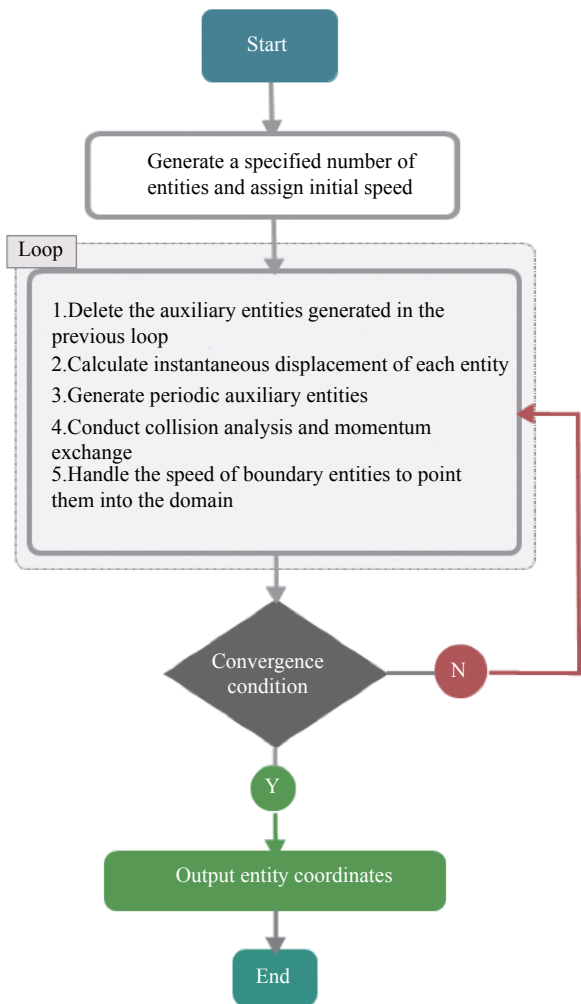 Start
Generate a specified number of
entities and assign initial speed
Loop
1.Delete the auxiliary entities generated in the
previous loop
2.Calculate instantaneous displacement of each entity
3.Generate periodic auxiliary entities
4.Conduct collision analysis and momentum
exchange
5.Handle the speed of boundary entities to point
them into the domain
Convergence
condition
N
Y
Output entity coordinates
End